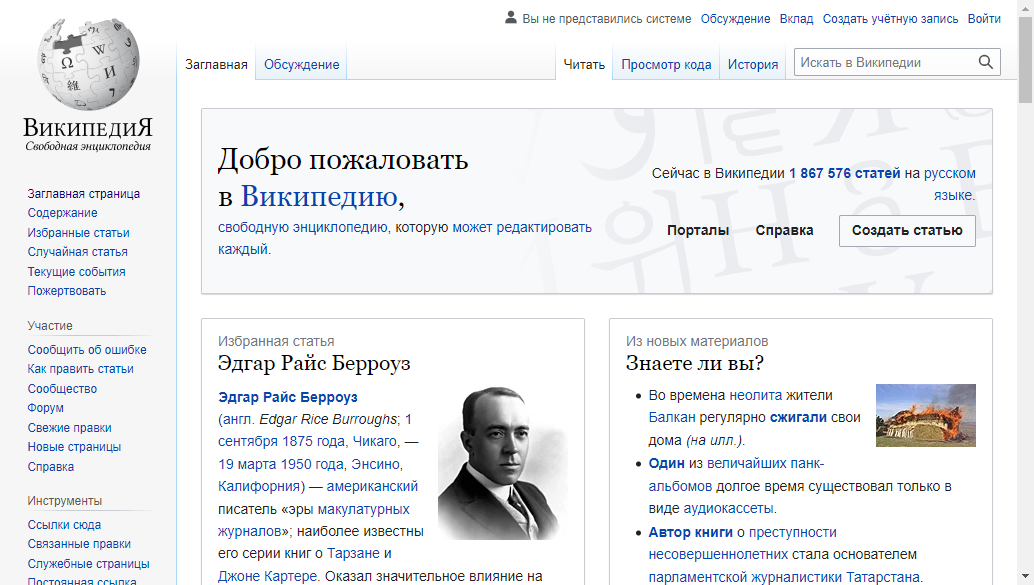 Вы не представились системе Обсуждение Вклад Создать учётную запись Войти
Заглавная Обсуждение Читать Просмотр кода История Искать в Википедии
ВикипедиЯ
Свободная энциклопедия
Заглавная страница
Содержание
Избранные статьи
Случайная статья
Текущие события
Пожертвовать
Участие
Сообщить об ошибке
Как править статьи
Сообщество
Форум
Свежие правки
Новые страницы
Справка
Инструменты
Ссылки сюда
Связанные правки
Служебные страницы
Постоянная ссылка
Добро пожаловать
в Википедию,
свободную энциклопедию, которую может редактировать
каждый.
Сейчас в Википедии 1 867 576 статей на русском
языке.
Порталы Справка Создать статью
Избранная статья
Эдгар Райс Берроуз
Эдгар Райс Берроуз
(англ. Edgar Rice Burroughs; 1
сентября 1875 года, Чикаго, —
19 марта 1950 года, Энсино,
Калифорния) — американский
писатель «эры макулатурных
журналов»; наиболее известны
его серии книг о Тарзане и
Джоне Картере. Оказал значительное влияние на
Из новых материалов
Знаете ли вы?
Во времена неолита жители
Балкан регулярно сжигали свои
дома (на илл.).
Один из величайших панк-
альбомов долгое время существовал только в
виде аудиокассеты.
Автор книги о преступности
несовершеннолетних стала основателем
парламентской журналистики Татарстана.